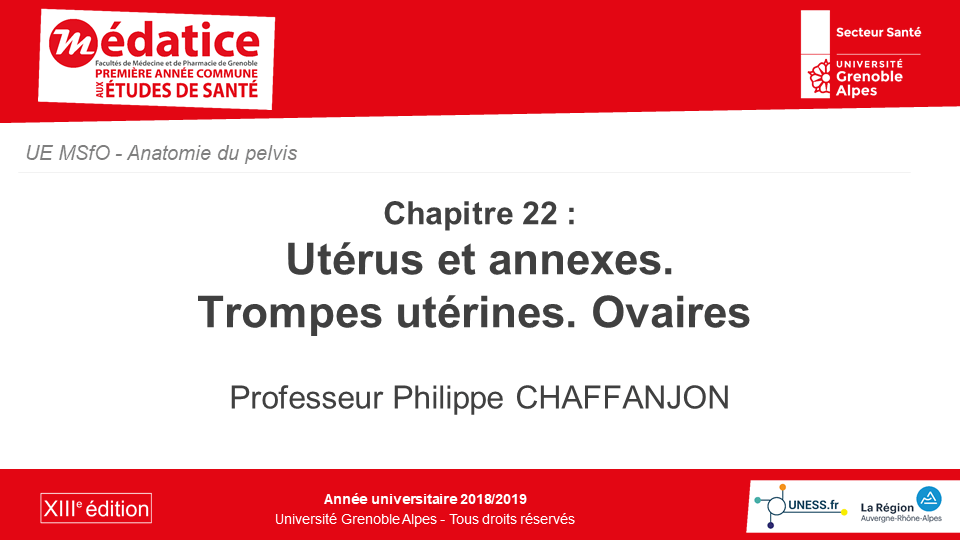 médatice
Facultés de Médecine et de Pharmacie de Grenoble
PREMIÈRE ANNÉE COMMUNE
AUX ÉTUDES DE SANTÉ
Secteur Santé
UNIVERSITÉ
Grenoble
Alpes
UE MSfO - Anatomie du pelvis
Chapitre 22 :
Utérus et annexes.
Trompes utérines. Ovaires
Professeur Philippe CHAFFANJON
XIIIe édition
Année universitaire 2018/2019
Université Grenoble Alpes - Tous droits réservés
UNESS.fr
La Région
Auvergne-Rhône-Alpes